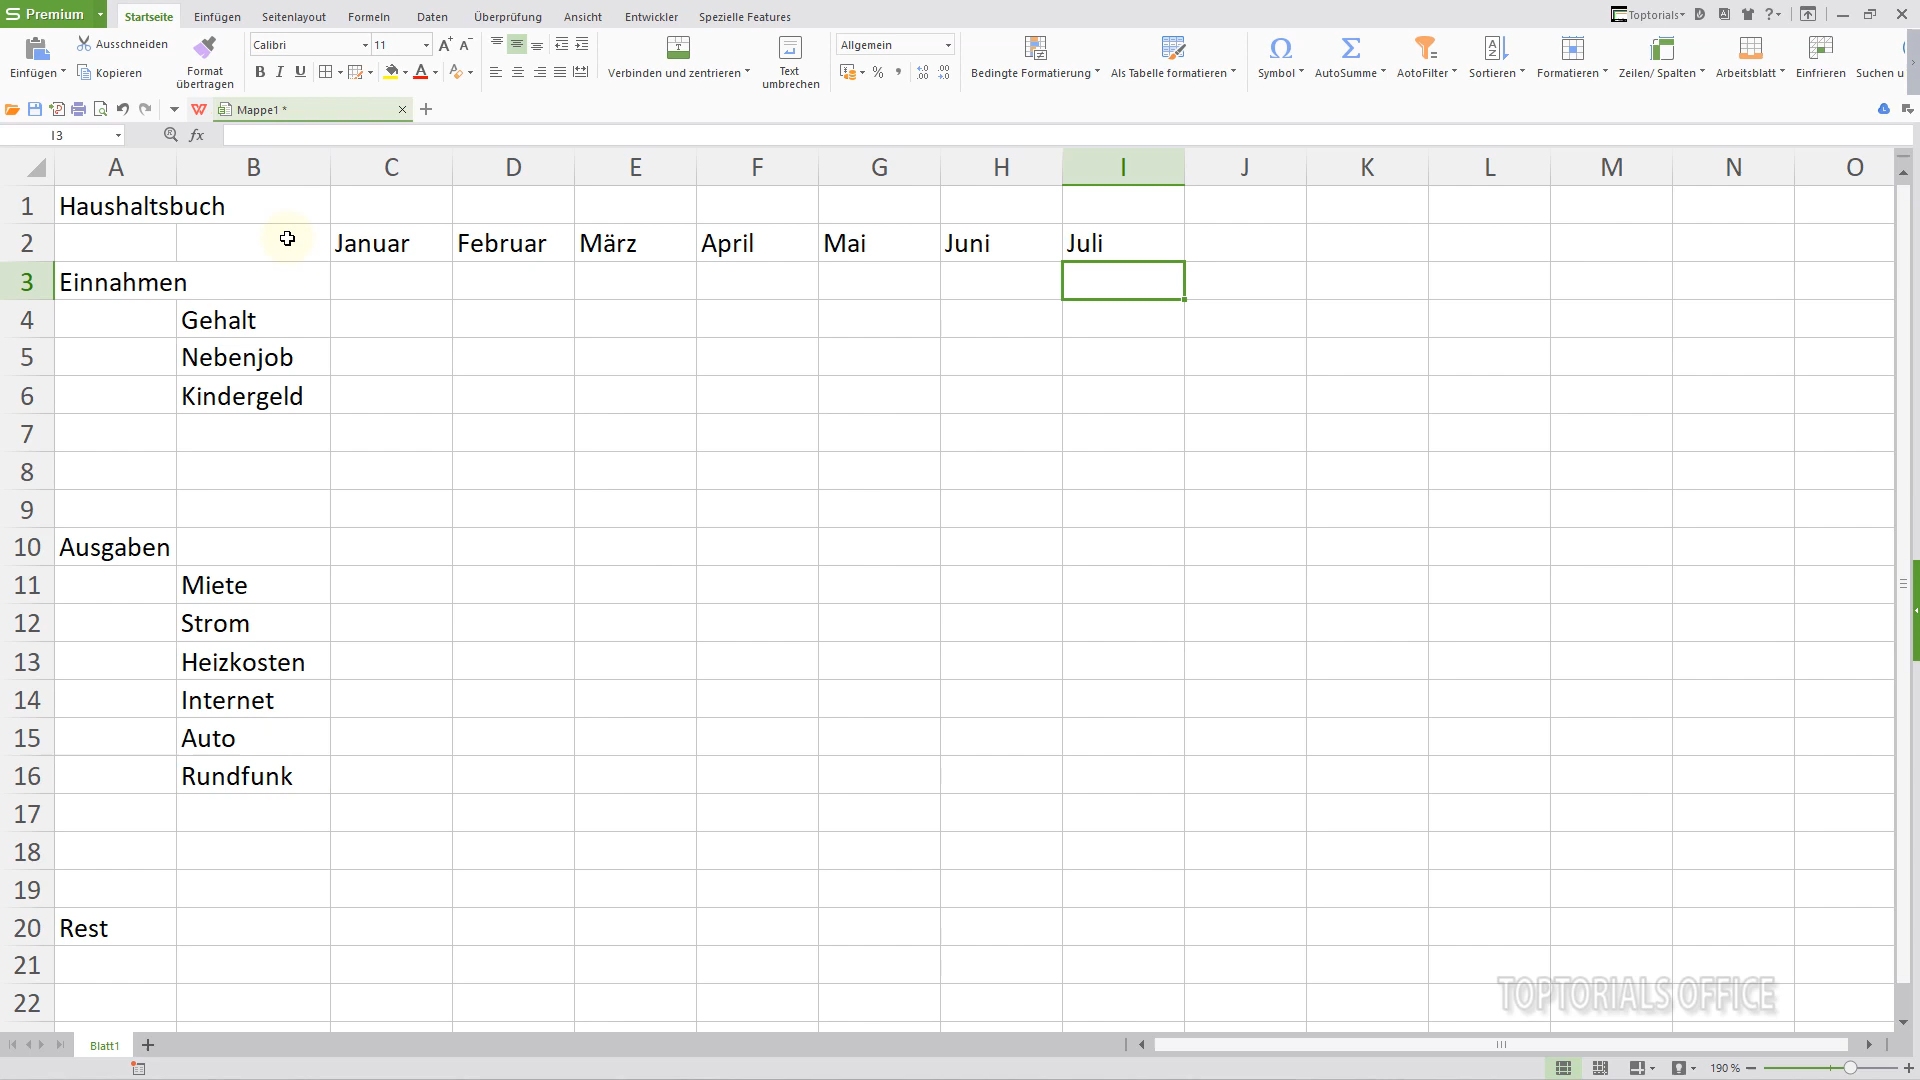 Premium
Startseite Einfügen Seitenlayout Formeln Daten Überprüfung Ansicht Entwickler Spezielle Features
Toptorials
Einfügen
Ausschneiden
Kopieren
Format
übertragen
Calibri 11
Verbinden und zentrieren
Text
umbrechen
Allgemein
Bedingte Formatierung Als Tabelle formatieren Symbol AutoSumme AutoFilter Sortieren Formatieren Zeilen/ Spalten Arbeitsblatt Einfrieren Suchen u
Mappe1 *
I3 fx
A B C D E F G H I J K L M N O
1 Haushaltsbuch
2 Januar Februar März April Mai Juni Juli
3 Einnahmen
4 Gehalt
5 Nebenjob
6 Kindergeld
7
8
9
10 Ausgaben
11 Miete
12 Strom
13 Heizkosten
14 Internet
15 Auto
16 Rundfunk
17
18
19
20 Rest
21
22
TOPTORIALS OFFICE
Blatt1
190 %